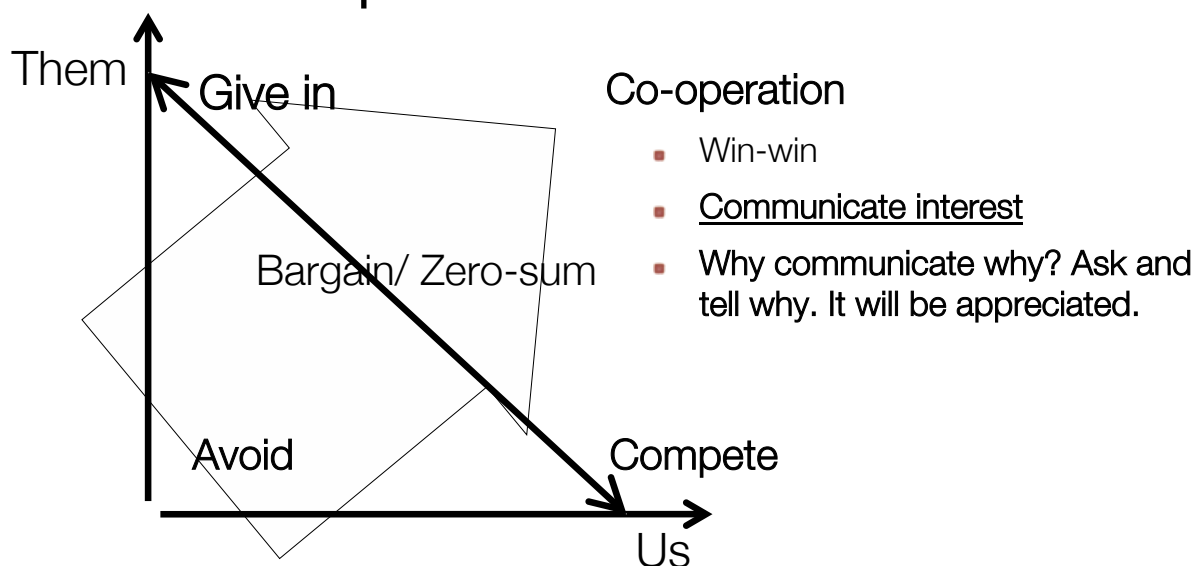 Them
Give in
Co-operation
Win-win
Communicate interest
Bargain/ Zero-sum
Why communicate why? Ask and
tell why. It will be appreciated.
Avoid
Compete
Us